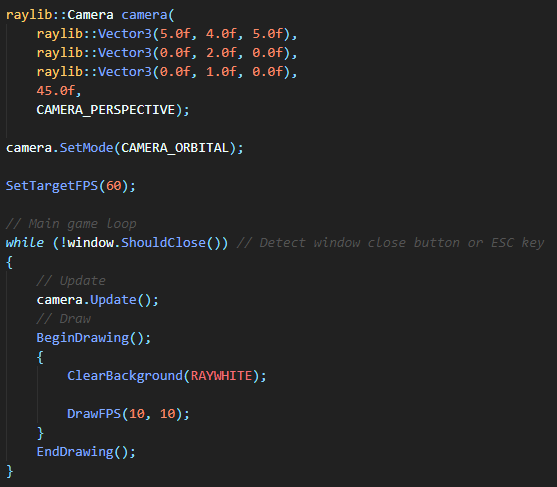 raylib::Camera camera(
    raylib::Vector3(5.0f, 4.0f, 5.0f),
    raylib::Vector3(0.0f, 2.0f, 0.0f),
    raylib::Vector3(0.0f, 1.0f, 0.0f),
    45.0f,
    CAMERA_PERSPECTIVE);

camera.SetMode(CAMERA_ORBITAL);

SetTargetFPS(60);

// Main game loop
while (!window.ShouldClose()) // Detect window close button or ESC key
{
    // Update
    camera.Update();
    // Draw
    BeginDrawing();
    {
        ClearBackground(RAYWHITE);

        DrawFPS(10, 10);
    }
    EndDrawing();
}